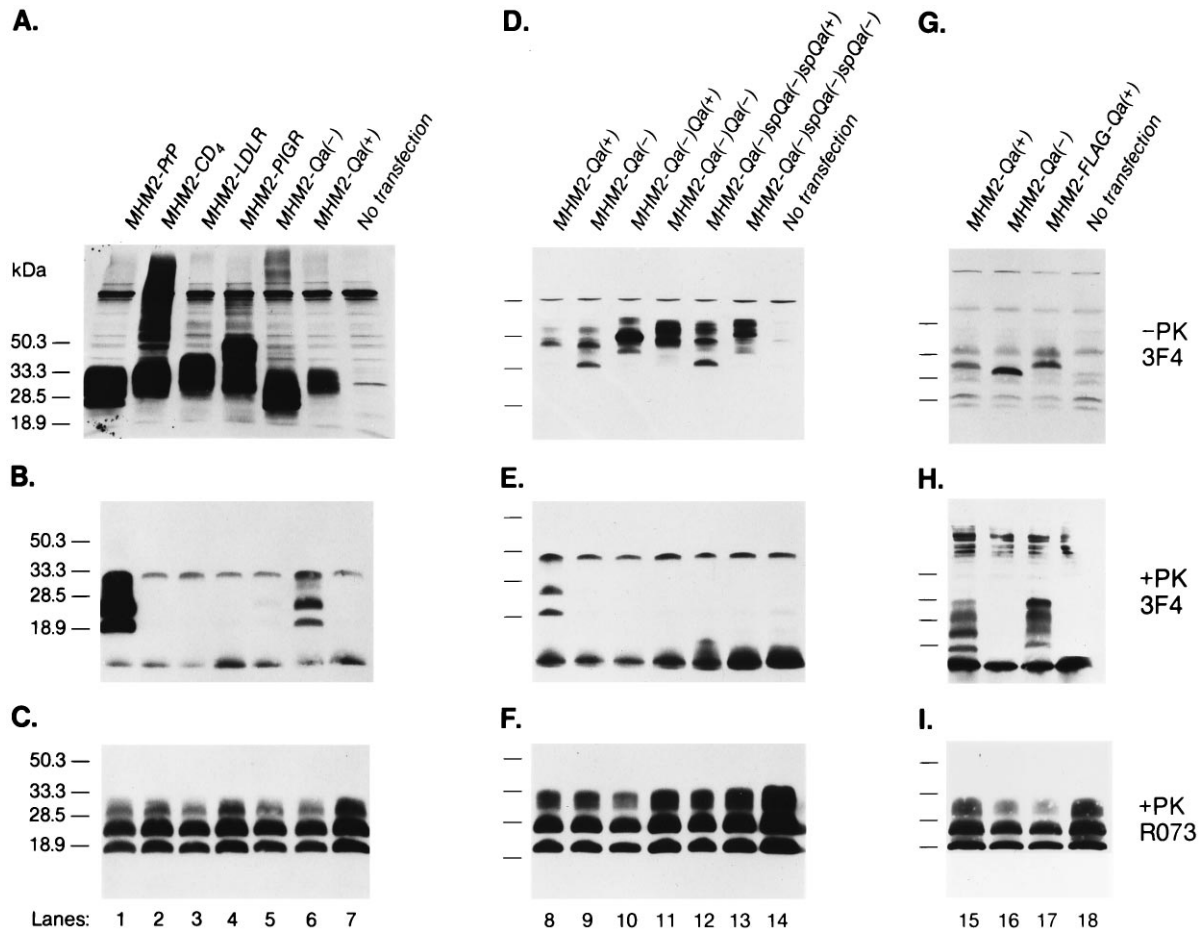 A.
MHM2-PrP
MHM2-CD4
MHM2-LDLR
MHM2-PIGR
MHM2-Qa(−)
MHM2-Qa(+)
No transfection
kDa
50.3
33.3
28.5
18.9
B.
50.3
33.3
28.5
18.9
C.
50.3
33.3
28.5
18.9
Lanes: 1 2 3 4 5 6 7
D.
MHM2-Qa(+)
MHM2-Qa(−)
MHM2-Qa(−)Qa(+)
MHM2-Qa(−)Qa(−)
MHM2-Qa(−)spQa(−)spQa(+)
MHM2-Qa(−)spQa(−)spQa(−)
No transfection
E.
F.
8 9 10 11 12 13 14
G.
MHM2-Qa(+)
MHM2-Qa(−)
MHM2-FLAG-Qa(+)
No transfection
−PK
3F4
H.
+PK
3F4
I.
+PK
R073
15 16 17 18